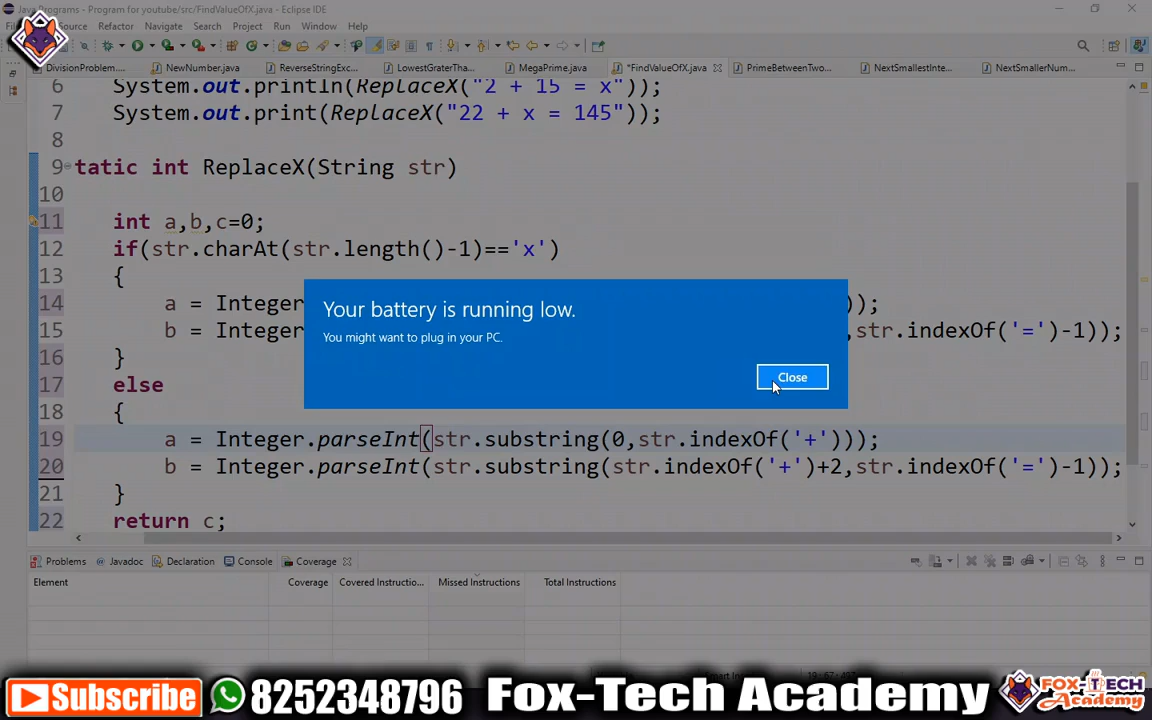 Java Programs - Program for youtube/src/FindValueOfX.java - Eclipse IDE
Source Refactor Navigate Search Project Run Window Help
DivisionProblem.... NewNumber.java ReverseStringExc... LowestGraterTha... MegaPrime.java *FindValueOfX.java PrimeBetweenTwo... NextSmallestInte... NextSmallerNum...
6 System.out.println(ReplaceX("2 + 15 = x"));
7 System.out.print(ReplaceX("22 + x = 145"));
8
9 tatic int ReplaceX(String str)
10
11 int a,b,c=0;
12 if(str.charAt(str.length()-1)=='x')
13 {
14 a = Integer. ));
15 b = Integer. ,str.indexOf('=')-1));
16 }
17 else
18 {
19 a = Integer.parseInt(str.substring(0,str.indexOf('+')));
20 b = Integer.parseInt(str.substring(str.indexOf('+')+2,str.indexOf('=')-1));
21 }
22 return c;
Your battery is running low.
You might want to plug in your PC.
Close
Problems Javadoc Declaration Console Coverage
Element Coverage Covered Instructio... Missed Instructions Total Instructions
Subscribe 8252348796 Fox-Tech Academy FOX-TECH
Academy